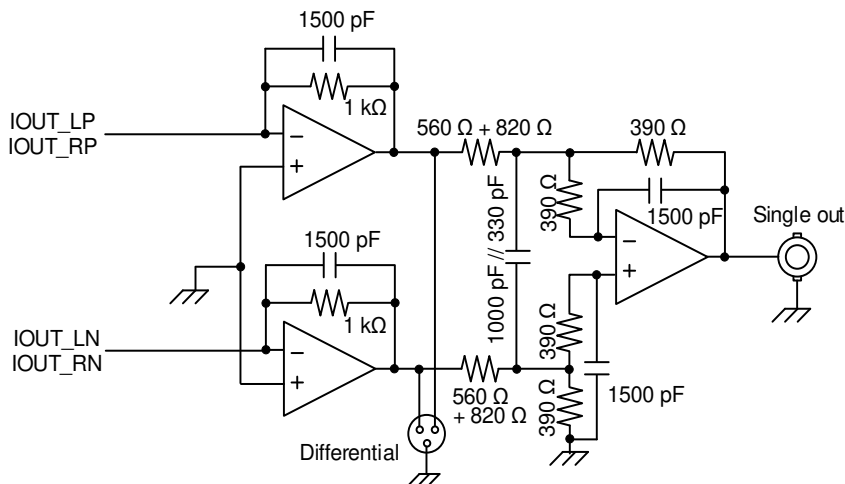 1500 pF
1 kΩ
IOUT_LP
IOUT_RP
−
+
560 Ω + 820 Ω
390 Ω
390 Ω
1500 pF
−
+
Single out
1000 pF // 330 pF
1500 pF
1 kΩ
IOUT_LN
IOUT_RN
−
+
390 Ω
560 Ω
+ 820 Ω
390 Ω
1500 pF
Differential